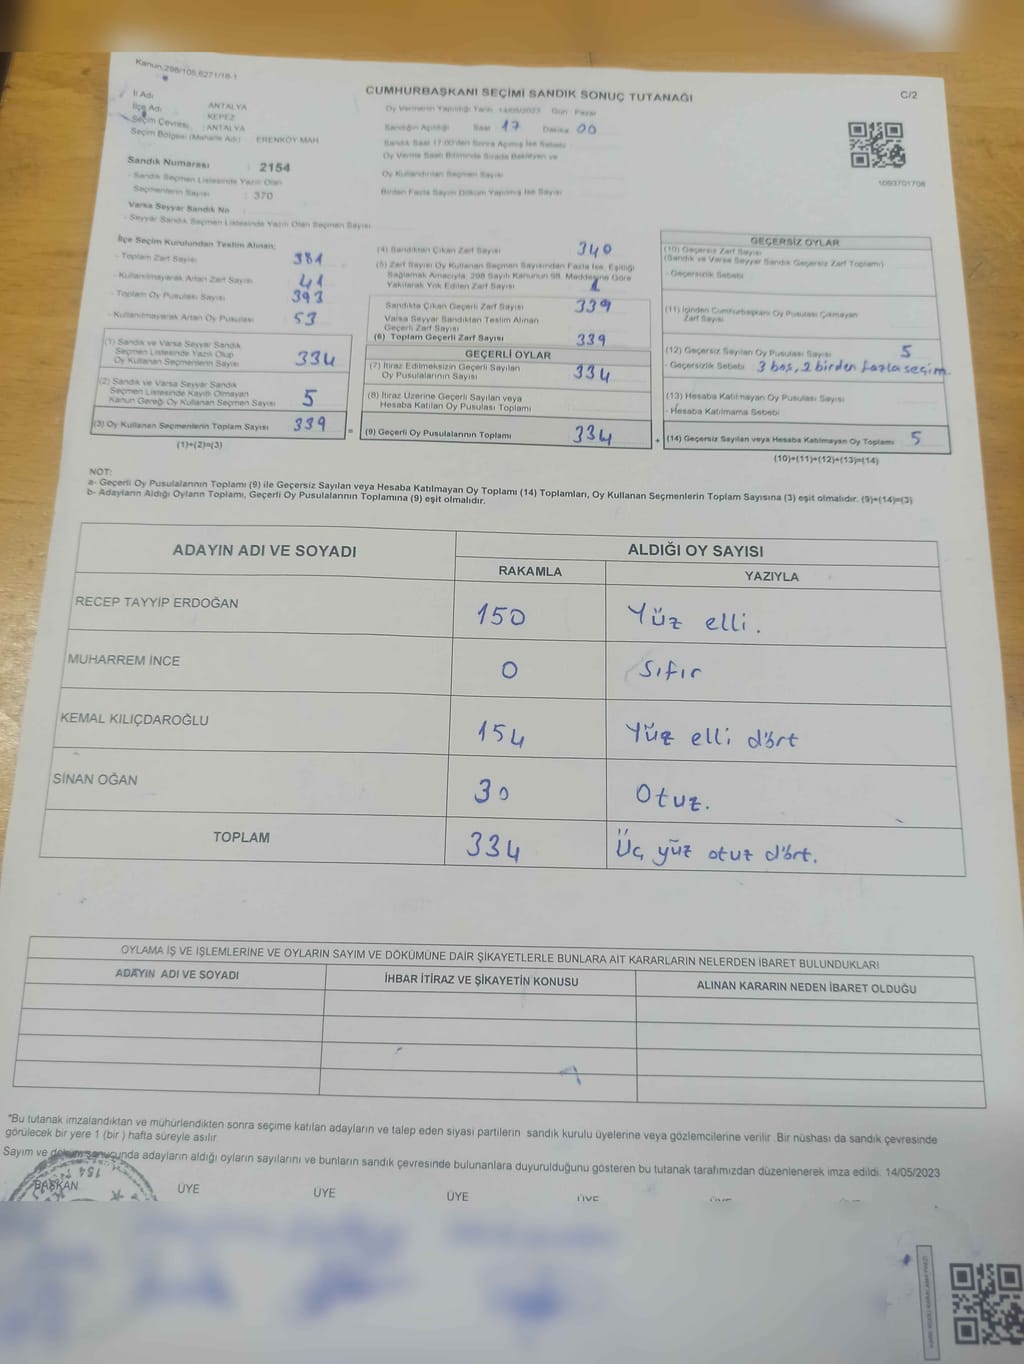 Kanun.298/105,6271/18-1
CUMHURBAŞKANI SEÇİMİ SANDIK SONUÇ TUTANAĞI
C/2
İl Adı : ANTALYA
İlçe Adı : KEPEZ
Seçim Çevresi : ANTALYA
Seçim Bölgesi (Mahalle Adı) : ERENKÖY MAH
Oy Vermenin Yapıldığı Tarih : 14/05/2023 Gün : Pazar
Sandığın Açıldığı Saat 17 Dakika 00
Sandık Saat 17:00'den Sonra Açılmış İse Sebebi
Oy Verme Saati Bitiminde Sırada Bekleyen ve
Oy Kullandırılan Seçmen Sayısı
Birden Fazla Sayım Döküm Yapılmış İse Sayısı
1093701708
Sandık Numarası : 2154
- Sandık Seçmen Listesinde Yazılı Olan
Seçmenlerin Sayısı : 370
Varsa Seyyar Sandık No :
- Seyyar Sandık Seçmen Listesinde Yazılı Olan Seçmen Sayısı
İlçe Seçim Kurulundan Teslim Alınan;
- Toplam Zarf Sayısı 381
- Kullanılmayarak Artan Zarf Sayısı 41
- Toplam Oy Pusulası Sayısı 393
- Kullanılmayarak Artan Oy Pusulası 53
(1) Sandık ve Varsa Seyyar Sandık
Seçmen Listesinde Yazılı Olup
Oy Kullanan Seçmenlerin Sayısı 334
(2) Sandık ve Varsa Seyyar Sandık
Seçmen Listesinde Kayıtlı Olmayan
Kanun Gereği Oy Kullanan Seçmen Sayısı 5
(3) Oy Kullanan Seçmenlerin Toplam Sayısı 339
(1)+(2)=(3)
(4) Sandıktan Çıkan Zarf Sayısı 340
(5) Zarf Sayısı Oy Kullanan Seçmen Sayısından Fazla İse, Eşitliği
Sağlamak Amacıyla, 298 Sayılı Kanunun 98. Maddesine Göre
Yakılarak Yok Edilen Zarf Sayısı 1
Sandıkta Çıkan Geçerli Zarf Sayısı 339
Varsa Seyyar Sandıktan Teslim Alınan
Geçerli Zarf Sayısı
(6) Toplam Geçerli Zarf Sayısı 339
GEÇERLİ OYLAR
(7) İtiraz Edilmeksizin Geçerli Sayılan
Oy Pusulalarının Sayısı 334
(8) İtiraz Üzerine Geçerli Sayılan veya
Hesaba Katılan Oy Pusulası Toplamı
= (9) Geçerli Oy Pusulalarının Toplamı 334
GEÇERSİZ OYLAR
(10) Geçersiz Zarf Sayısı
(Sandık ve Varsa Seyyar Sandık Geçersiz Zarf Toplamı)
- Geçersizlik Sebebi
(11) İçinden Cumhurbaşkanı Oy Pusulası Çıkmayan
Zarf Sayısı
(12) Geçersiz Sayılan Oy Pusulası Sayısı 5
- Geçersizlik Sebebi 3 boş, 2 birden fazla seçim.
(13) Hesaba Katılmayan Oy Pusulası Sayısı
- Hesaba Katılmama Sebebi
+ (14) Geçersiz Sayılan veya Hesaba Katılmayan Oy Toplamı 5
(10)+(11)+(12)+(13)=(14)
NOT:
a- Geçerli Oy Pusulalarının Toplamı (9) ile Geçersiz Sayılan veya Hesaba Katılmayan Oy Toplamı (14) Toplamları, Oy Kullanan Seçmenlerin Toplam Sayısına (3) eşit olmalıdır. (9)+(14)=(3)
b- Adayların Aldığı Oyların Toplamı, Geçerli Oy Pusulalarının Toplamına (9) eşit olmalıdır.
ADAYIN ADI VE SOYADI
ALDIĞI OY SAYISI
RAKAMLA YAZIYLA
RECEP TAYYİP ERDOĞAN 150 Yüz elli.
MUHARREM İNCE 0 Sıfır
KEMAL KILIÇDAROĞLU 154 Yüz elli dört
SİNAN OĞAN 30 Otuz.
TOPLAM 334 Üç yüz otuz dört.
OYLAMA İŞ VE İŞLEMLERİNE VE OYLARIN SAYIM VE DÖKÜMÜNE DAİR ŞİKAYETLERLE BUNLARA AİT KARARLARIN NELERDEN İBARET BULUNDUKLARI
ADAYIN ADI VE SOYADI İHBAR İTİRAZ VE ŞİKAYETİN KONUSU ALINAN KARARIN NEDEN İBARET OLDUĞU
*Bu tutanak imzalandıktan ve mühürlendikten sonra seçime katılan adayların ve talep eden siyasi partilerin sandık kurulu üyelerine veya gözlemcilerine verilir. Bir nüshası da sandık çevresinde
görülecek bir yere 1 (bir ) hafta süreyle asılır.
Sayım ve döküm sonucunda adayların aldığı oyların sayılarını ve bunların sandık çevresinde bulunanlara duyurulduğunu gösteren bu tutanak tarafımızdan düzenlenerek imza edildi. 14/05/2023
BAŞKAN ÜYE ÜYE ÜYE ÜYE